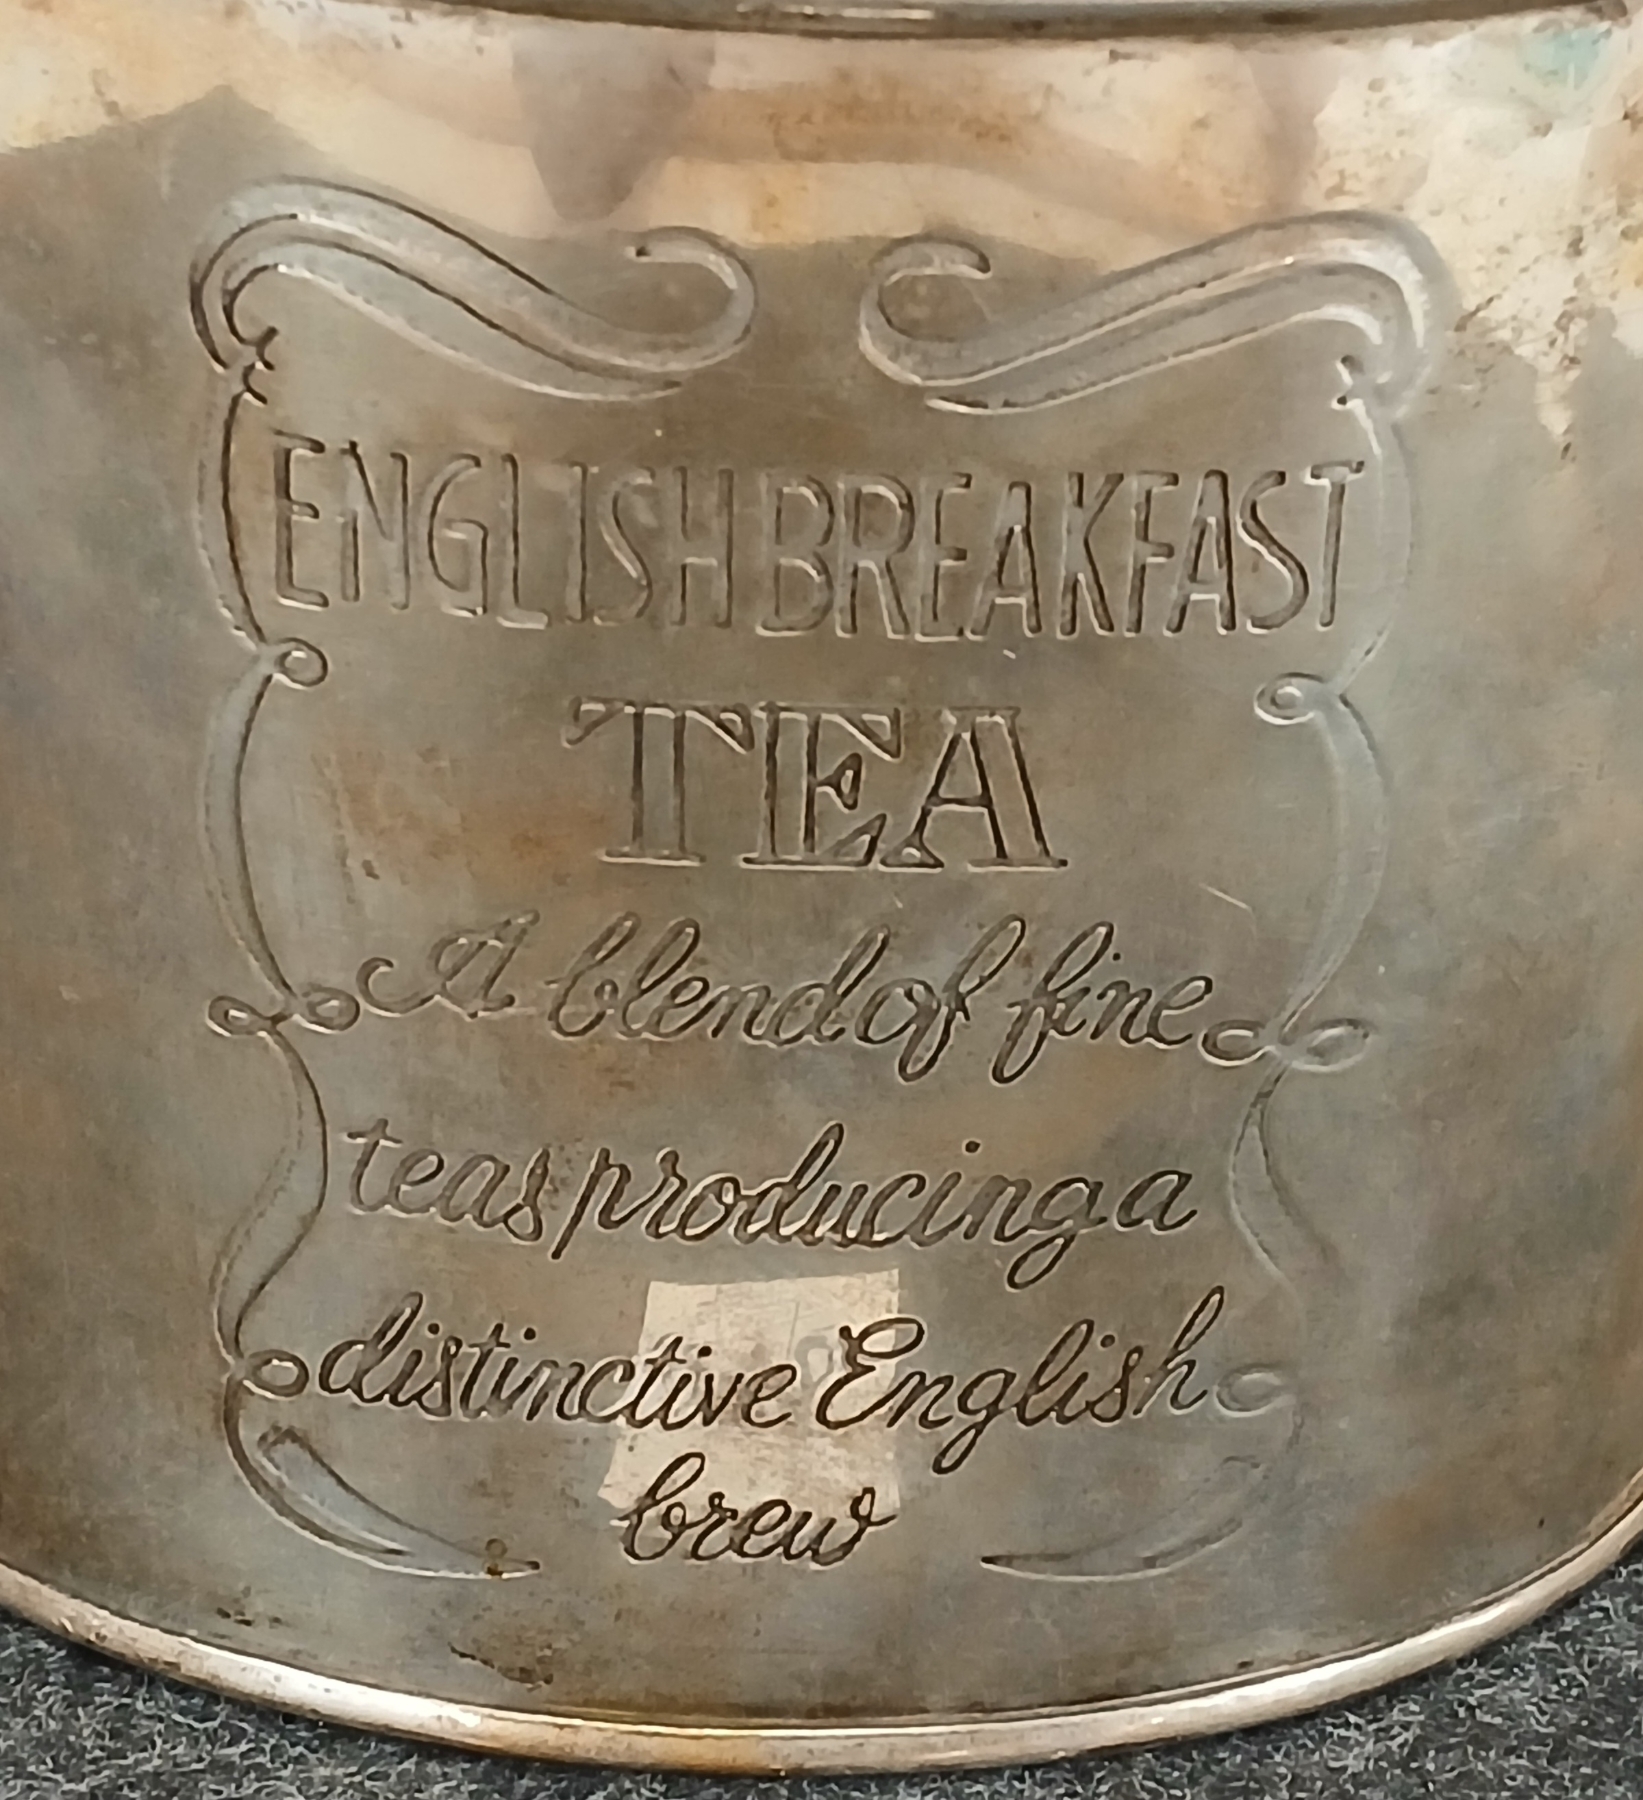 ENGLISH BREAKFAST
TEA
A blend of fine
teas producing a
distinctive English
brew